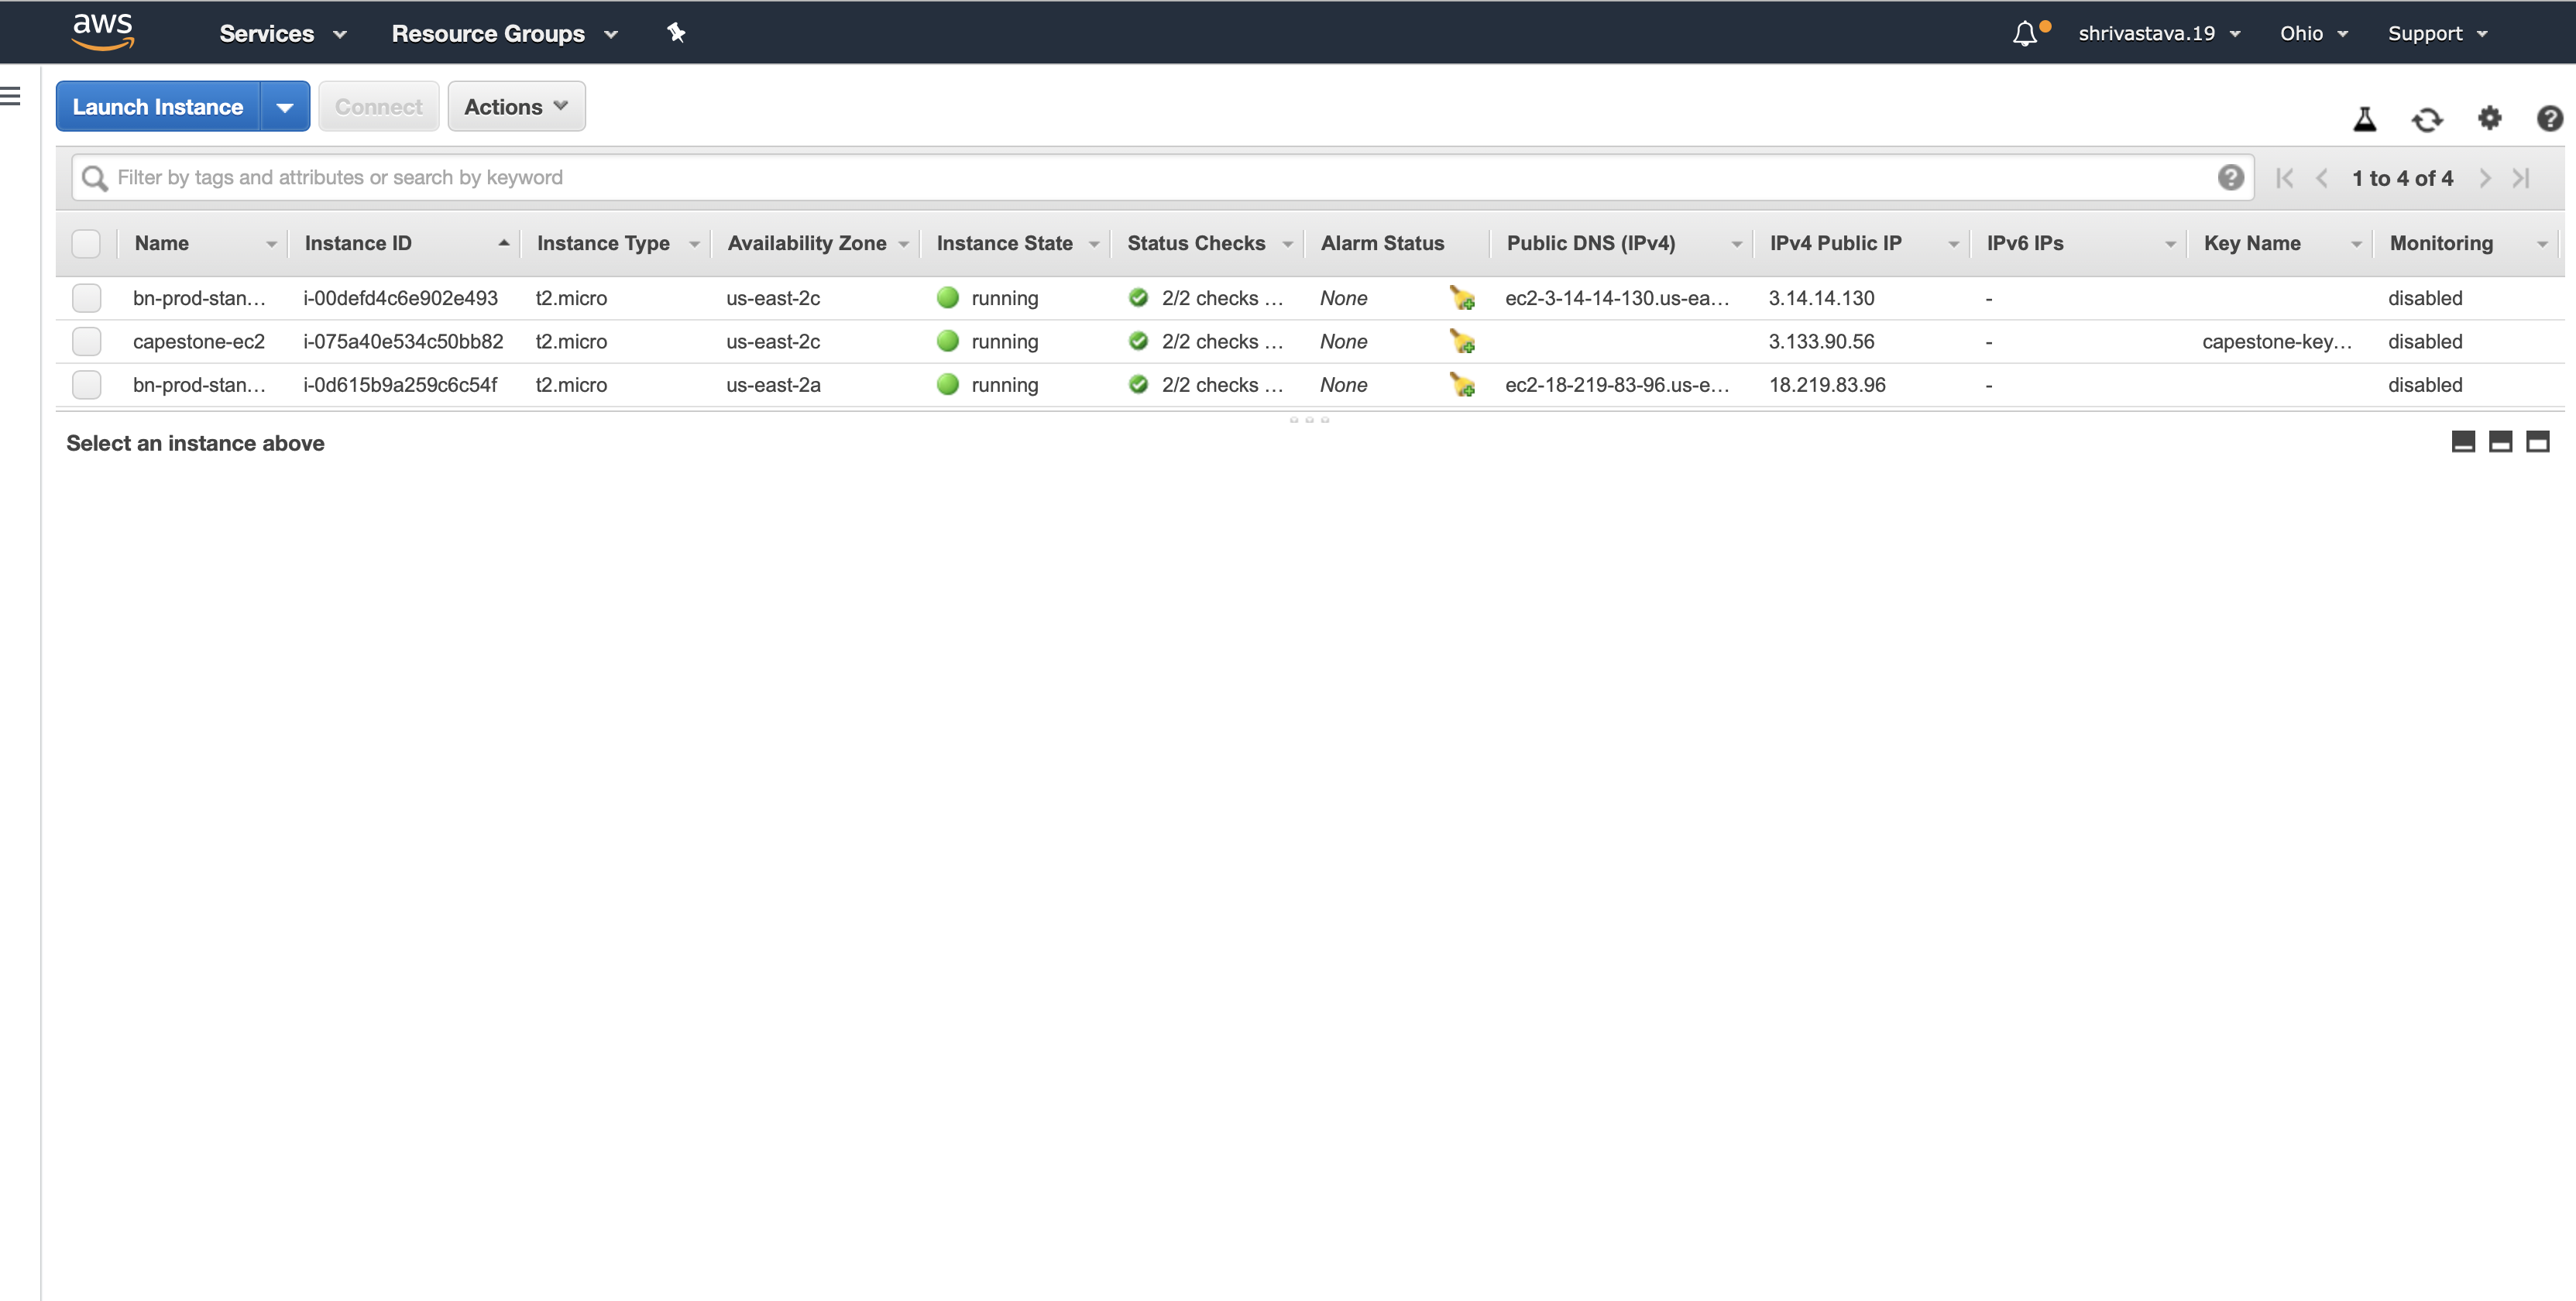 aws Services Resource Groups shrivastava.19 Ohio Support
Launch Instance Connect Actions
Filter by tags and attributes or search by keyword 1 to 4 of 4
Name Instance ID Instance Type Availability Zone Instance State Status Checks Alarm Status Public DNS (IPv4) IPv4 Public IP IPv6 IPs Key Name Monitoring
bn-prod-stan... i-00defd4c6e902e493 t2.micro us-east-2c running 2/2 checks ... None ec2-3-14-14-130.us-ea... 3.14.14.130 - disabled
capestone-ec2 i-075a40e534c50bb82 t2.micro us-east-2c running 2/2 checks ... None 3.133.90.56 - capestone-key... disabled
bn-prod-stan... i-0d615b9a259c6c54f t2.micro us-east-2a running 2/2 checks ... None ec2-18-219-83-96.us-e... 18.219.83.96 - disabled
Select an instance above